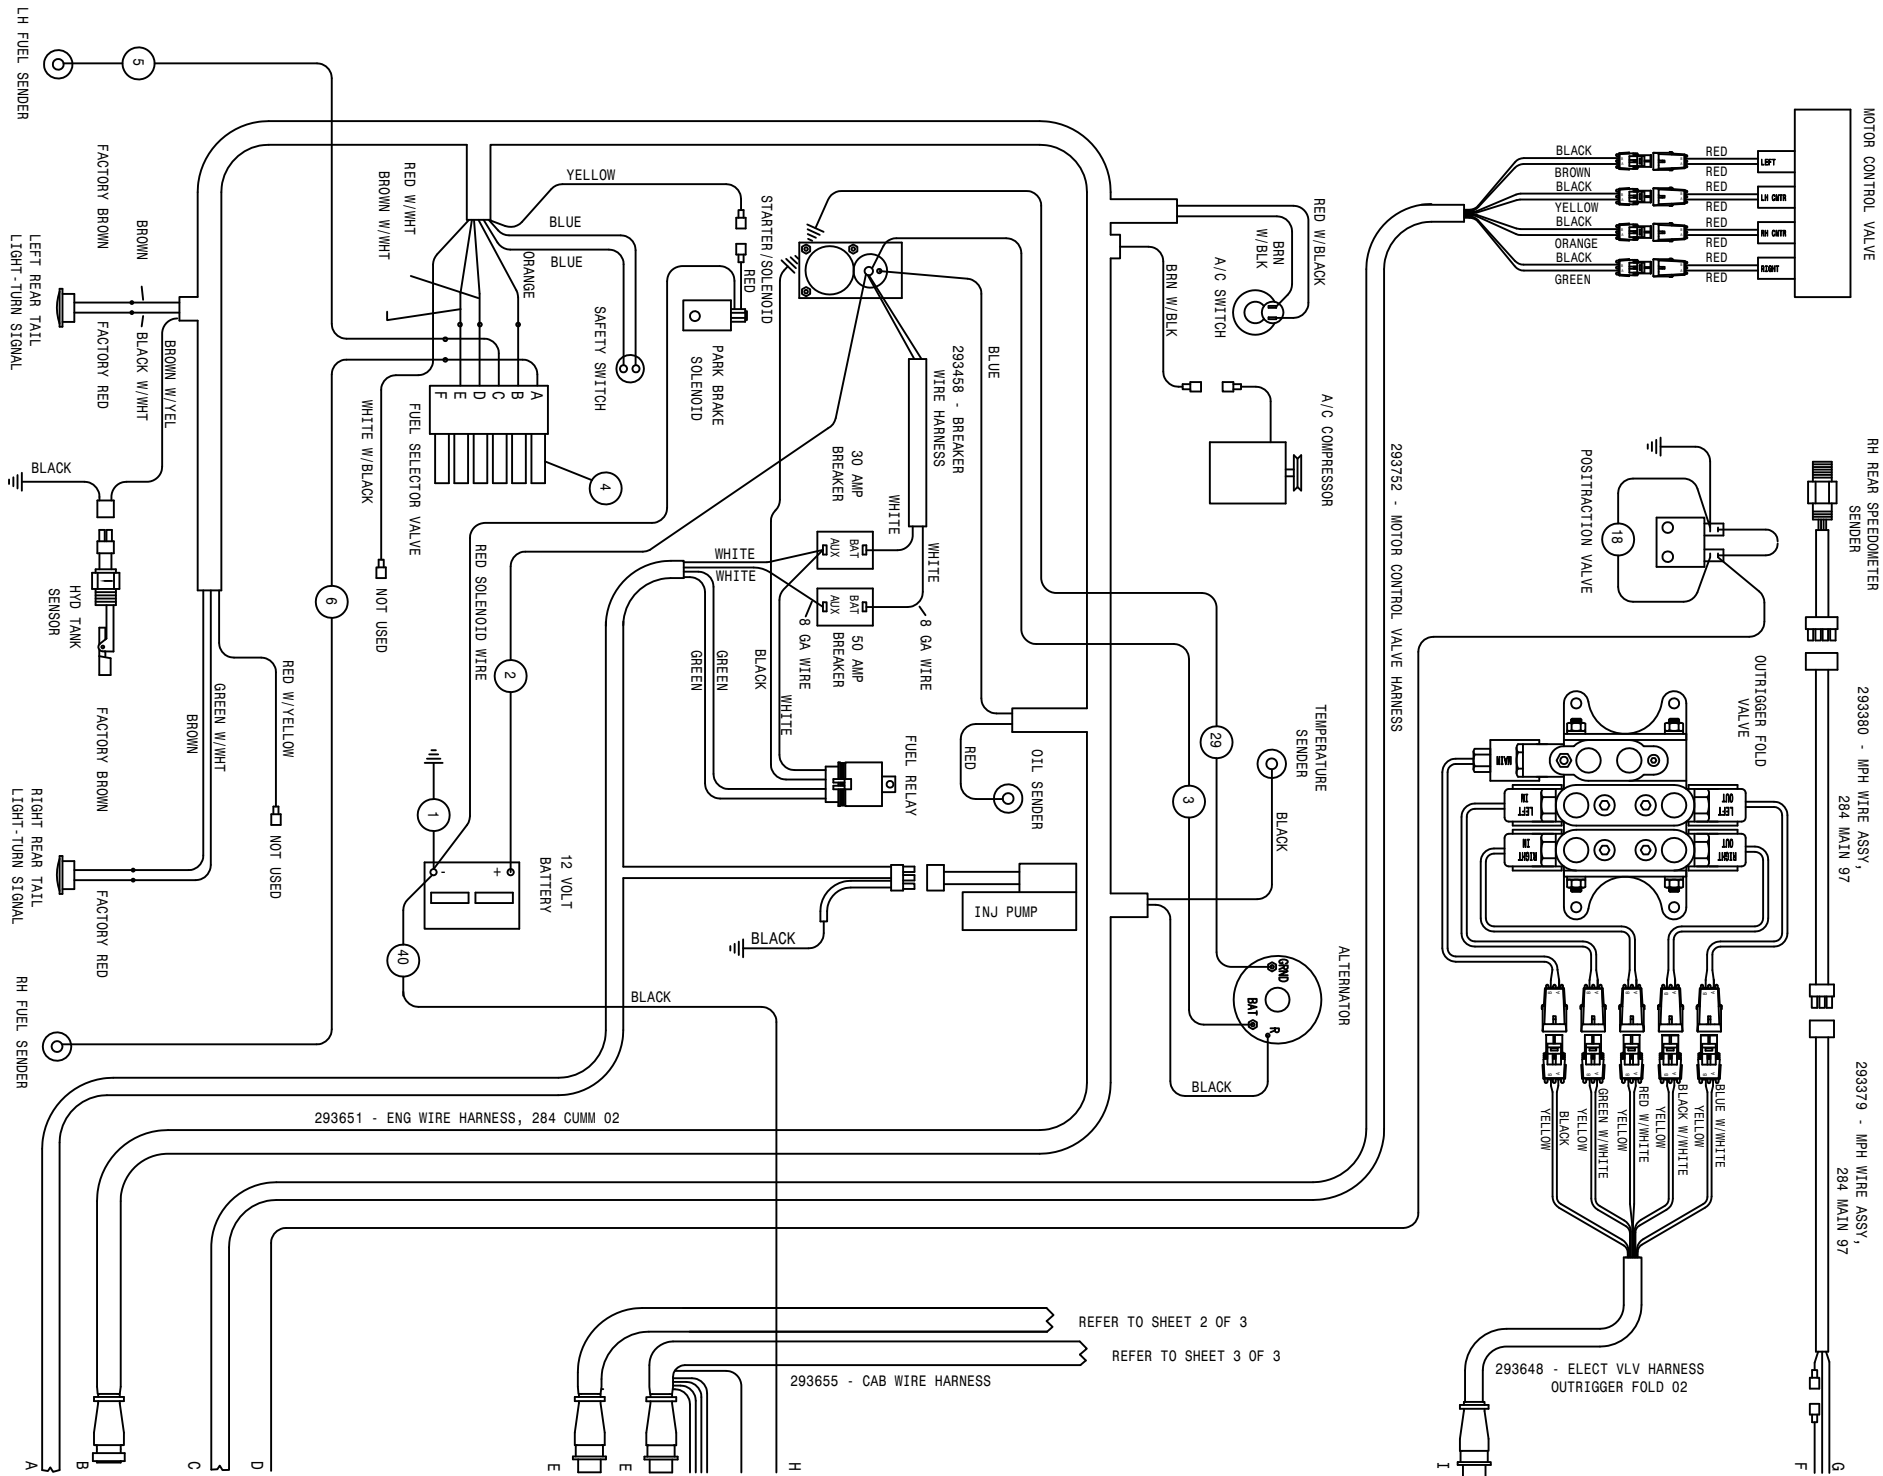 MOTOR CONTROL VALVE
LEFT
LH CNTR
RH CNTR
RIGHT
RED
RED
RED
RED
RED
RED
RED
RED
BLACK
BROWN
BLACK
YELLOW
BLACK
ORANGE
BLACK
GREEN
293752 - MOTOR CONTROL VALVE HARNESS
RH REAR SPEEDOMETER
SENDER
293380 - MPH WIRE ASSY,
284 MAIN 97
293379 - MPH WIRE ASSY,
284 MAIN 97
POSITRACTION VALVE
18
OUTRIGGER FOLD
VALVE
MAIN
LEFT
IN
LEFT
OUT
RIGHT
IN
RIGHT
OUT
BLUE W/WHITE
YELLOW
BLACK W/WHITE
YELLOW
RED W/WHITE
YELLOW
GREEN W/WHITE
YELLOW
BLACK
YELLOW
293648 - ELECT VLV HARNESS
OUTRIGGER FOLD 02
RED W/BLACK
BRN
W/BLK
A/C SWITCH
BRN W/BLK
A/C COMPRESSOR
TEMPERATURE
SENDER
BLACK
ALTERNATOR
GRND
BAT
R
BLACK
29
3
BLUE
OIL SENDER
RED
STARTER/SOLENOID
293458 - BREAKER
WIRE HARNESS
30 AMP
BREAKER
BAT
AUX
50 AMP
BREAKER
BAT
AUX
WHITE
WHITE
8 GA WIRE
8 GA WIRE
WHITE
WHITE
GREEN
GREEN
BLACK
WHITE
FUEL RELAY
INJ PUMP
BLACK
12 VOLT
BATTERY
-
+
1
2
40
BLACK
RED SOLENOID WIRE
PARK BRAKE
SOLENOID
RED
YELLOW
BLUE
BLUE
SAFETY SWITCH
ORANGE
RED W/WHT
BROWN W/WHT
A
B
C
D
E
F
FUEL SELECTOR VALVE
4
WHITE W/BLACK
NOT USED
LH FUEL SENDER
5
6
RH FUEL SENDER
LEFT REAR TAIL
LIGHT-TURN SIGNAL
FACTORY BROWN
FACTORY RED
BROWN
BLACK W/WHT
BROWN W/YEL
BLACK
HYD TANK
SENSOR
RED W/YELLOW
NOT USED
GREEN W/WHT
BROWN
RIGHT REAR TAIL
LIGHT-TURN SIGNAL
FACTORY BROWN
FACTORY RED
293651 - ENG WIRE HARNESS, 284 CUMM 02
REFER TO SHEET 2 OF 3
REFER TO SHEET 3 OF 3
293655 - CAB WIRE HARNESS
A
B
C
D
E
E
H
I
F
G